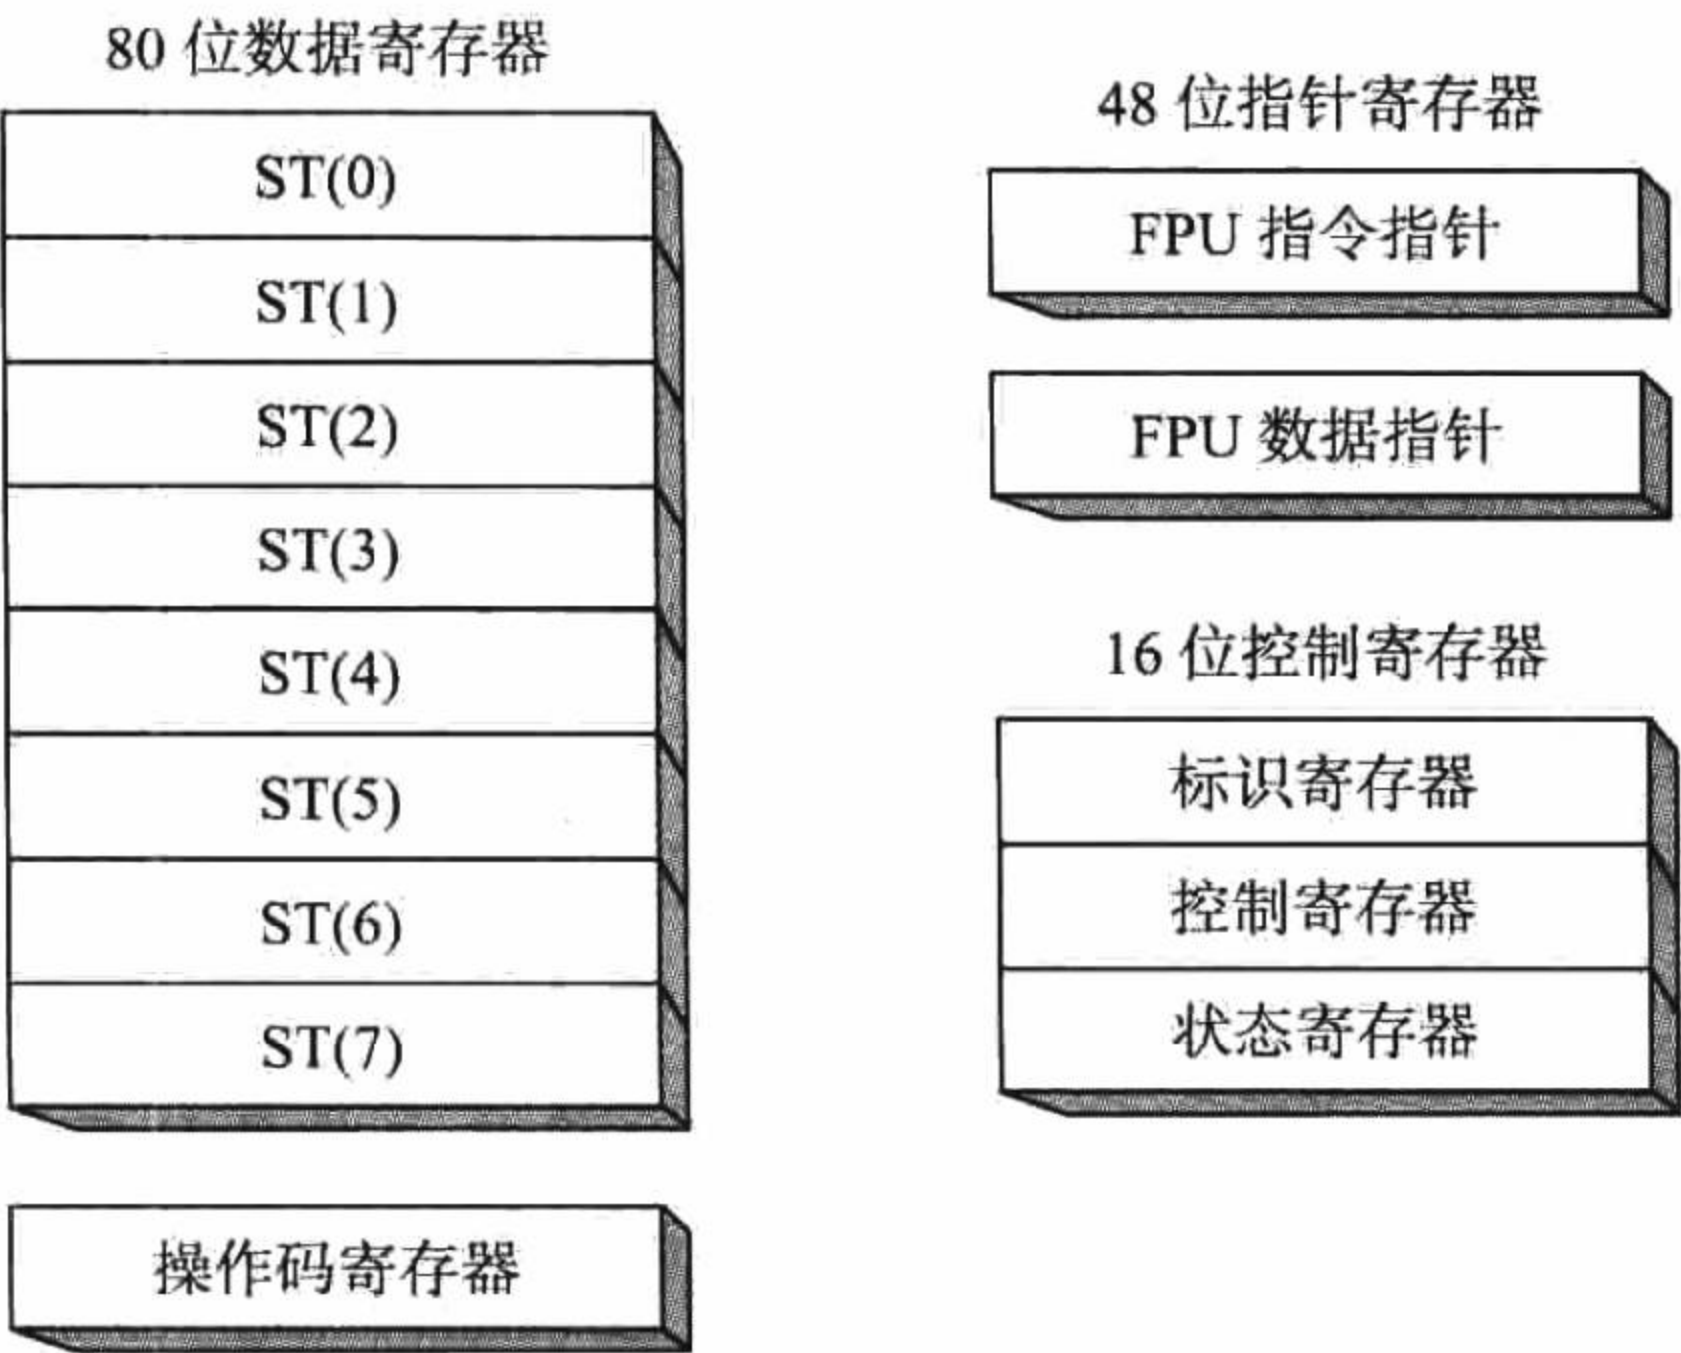 80 位数据寄存器
ST(0)
ST(1)
ST(2)
ST(3)
ST(4)
ST(5)
ST(6)
ST(7)
操作码寄存器
48 位指针寄存器
FPU 指令指针
FPU 数据指针
16 位控制寄存器
标识寄存器
控制寄存器
状态寄存器